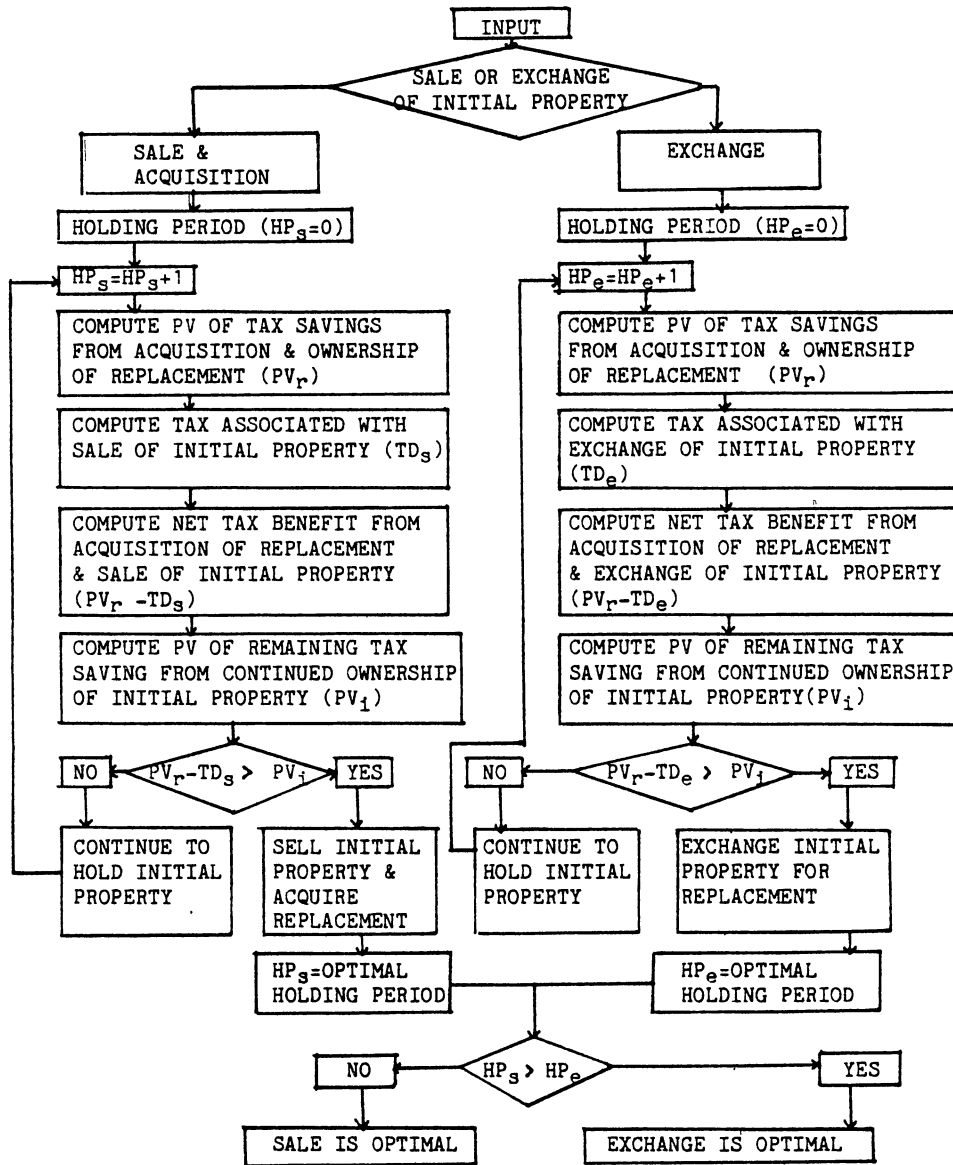 INPUT
SALE OR EXCHANGE
OF INITIAL PROPERTY
SALE &
ACQUISITION
EXCHANGE
HOLDING PERIOD (HPs=0)
HOLDING PERIOD (HPe=0)
HPs=HPs+1
HPe=HPe+1
COMPUTE PV OF TAX SAVINGS
FROM ACQUISITION & OWNERSHIP
OF REPLACEMENT (PVr)
COMPUTE PV OF TAX SAVINGS
FROM ACQUISITION & OWNERSHIP
OF REPLACEMENT (PVr)
COMPUTE TAX ASSOCIATED WITH
SALE OF INITIAL PROPERTY (TDs)
COMPUTE TAX ASSOCIATED WITH
EXCHANGE OF INITIAL PROPERTY
(TDe)
COMPUTE NET TAX BENEFIT FROM
ACQUISITION OF REPLACEMENT
& SALE OF INITIAL PROPERTY
(PVr -TDs)
COMPUTE NET TAX BENEFIT FROM
ACQUISITION OF REPLACEMENT
& EXCHANGE OF INITIAL PROPERTY
(PVr-TDe)
COMPUTE PV OF REMAINING TAX
SAVING FROM CONTINUED OWNERSHIP
OF INITIAL PROPERTY (PVi)
COMPUTE PV OF REMAINING TAX
SAVING FROM CONTINUED OWNERSHIP
OF INITIAL PROPERTY(PVi)
NO
PVr-TDs > PVi
YES
NO
PVr-TDe > PVi
YES
CONTINUE TO
HOLD INITIAL
PROPERTY
SELL INITIAL
PROPERTY &
ACQUIRE
REPLACEMENT
CONTINUE TO
HOLD INITIAL
PROPERTY
EXCHANGE INITIAL
PROPERTY FOR
REPLACEMENT
HPs=OPTIMAL
HOLDING PERIOD
HPe=OPTIMAL
HOLDING PERIOD
NO
HPs > HPe
YES
SALE IS OPTIMAL
EXCHANGE IS OPTIMAL